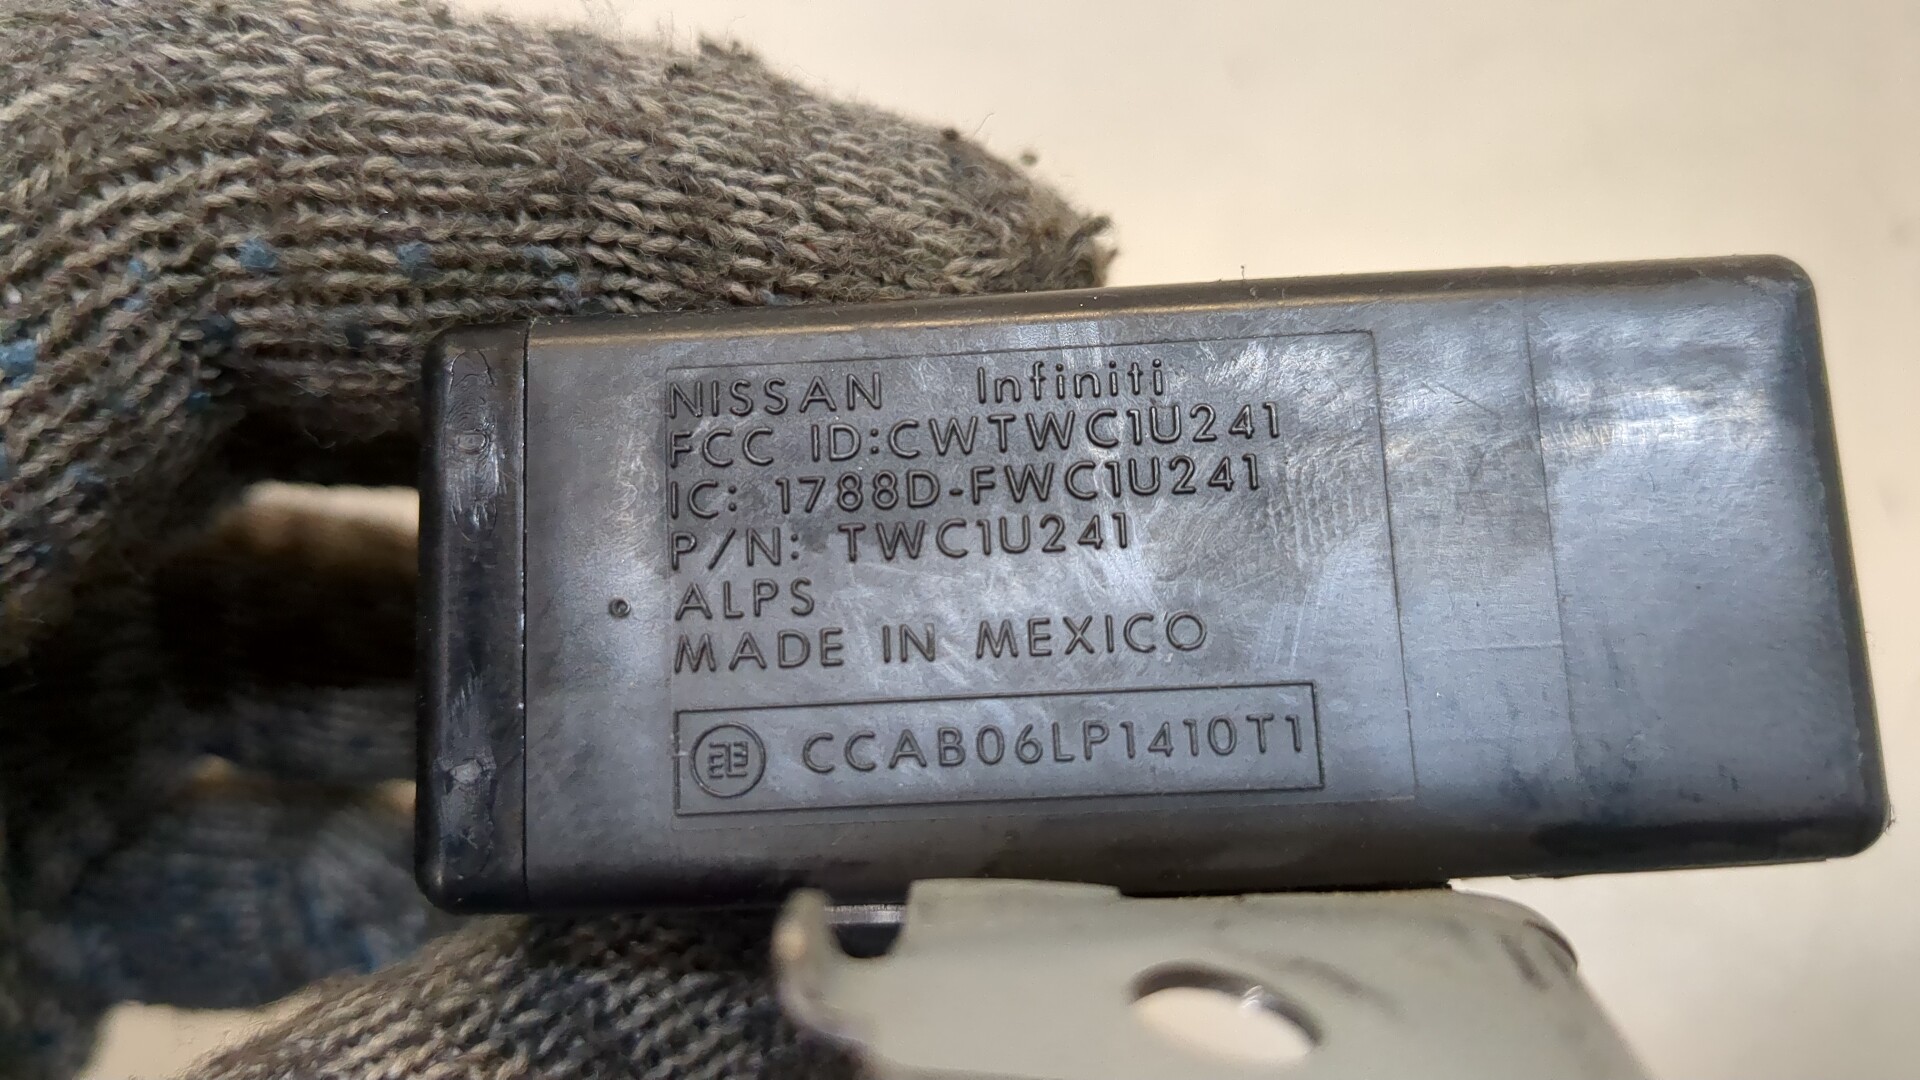 NISSAN Infiniti
FCC ID:CWTWC1U241
IC: 1788D-FWC1U241
P/N: TWC1U241
ALPS
MADE IN MEXICO
CCAB06LP1410T1